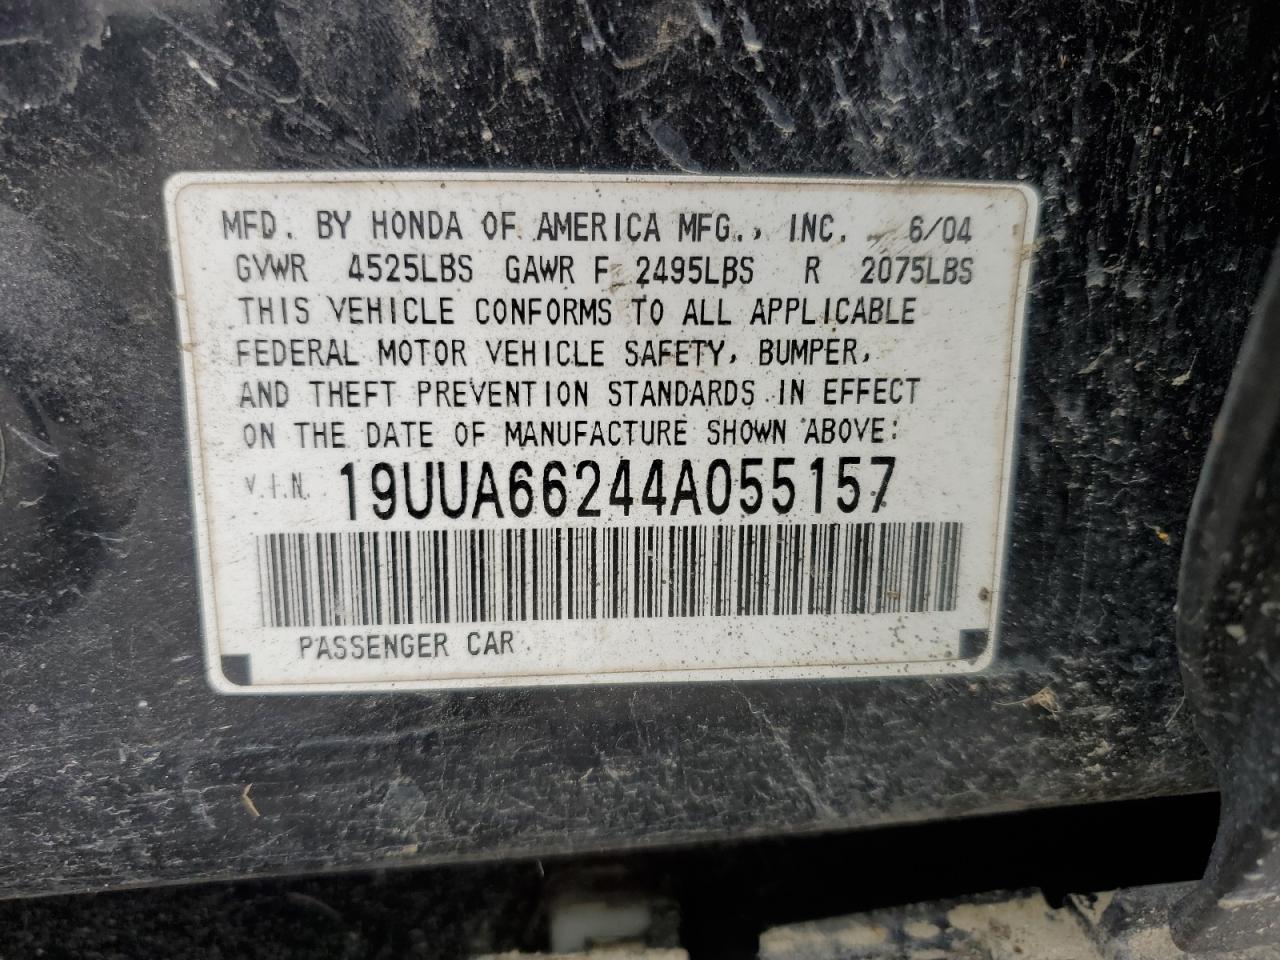 MFD. BY HONDA OF AMERICA MFG., INC. 6/04
GVWR 4525LBS GAWR F 2495LBS R 2075LBS
THIS VEHICLE CONFORMS TO ALL APPLICABLE
FEDERAL MOTOR VEHICLE SAFETY, BUMPER,
AND THEFT PREVENTION STANDARDS IN EFFECT
ON THE DATE OF MANUFACTURE SHOWN ABOVE:
V.I.N. 19UUA66244A055157
PASSENGER CAR